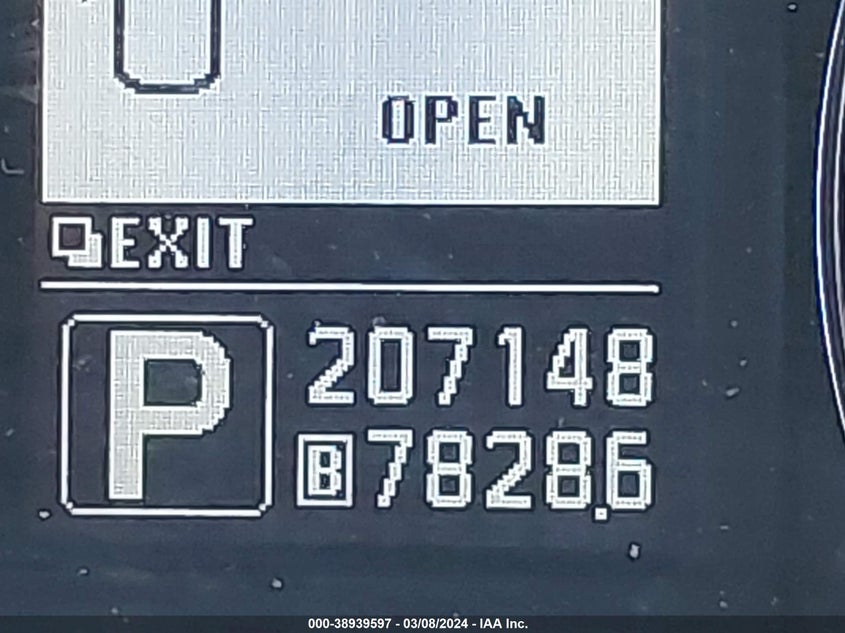 OPEN
EXIT
P
207148
B 7828.6
000-38939597 - 03/08/2024 - IAA Inc.